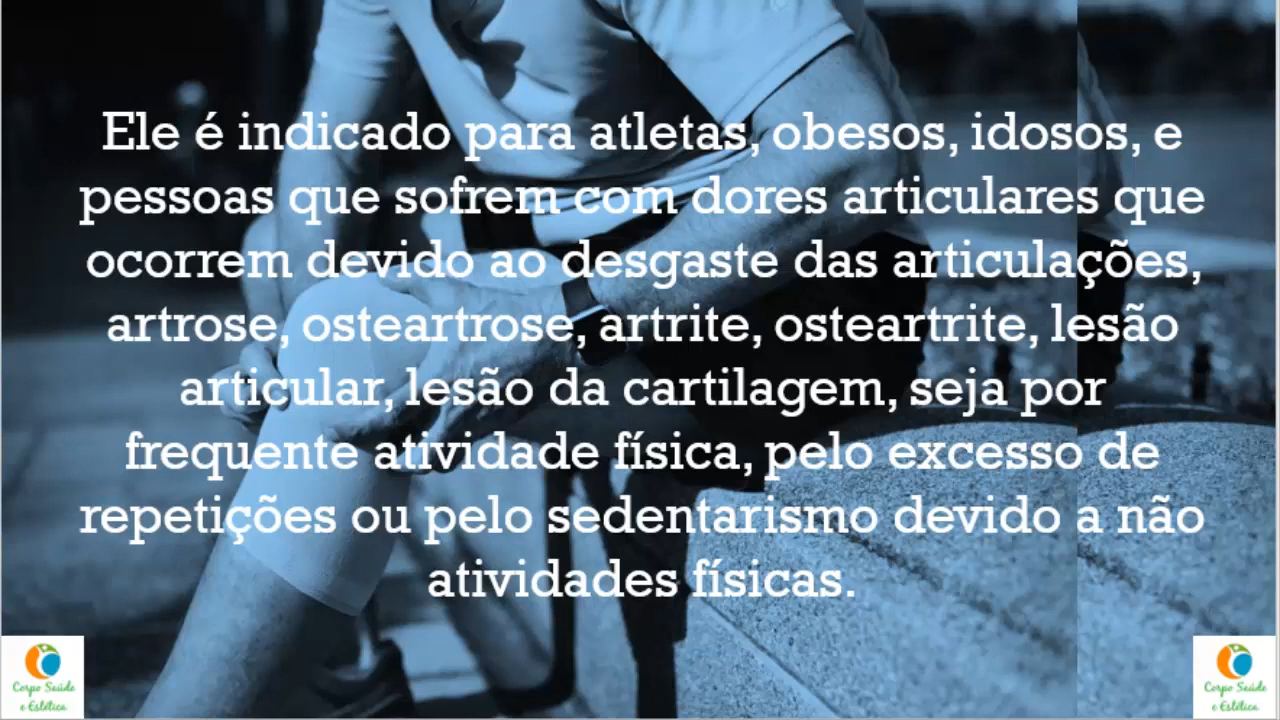 Ele é indicado para atletas, obesos, idosos, e
pessoas que sofrem com dores articulares que
ocorrem devido ao desgaste das articulações,
artrose, osteartrose, artrite, osteartrite, lesão
articular, lesão da cartilagem, seja por
frequente atividade física, pelo excesso de
repetições ou pelo sedentarismo devido a não
atividades físicas.
Corpo Saúde
e Estética
Corpo Saúde
e Estética